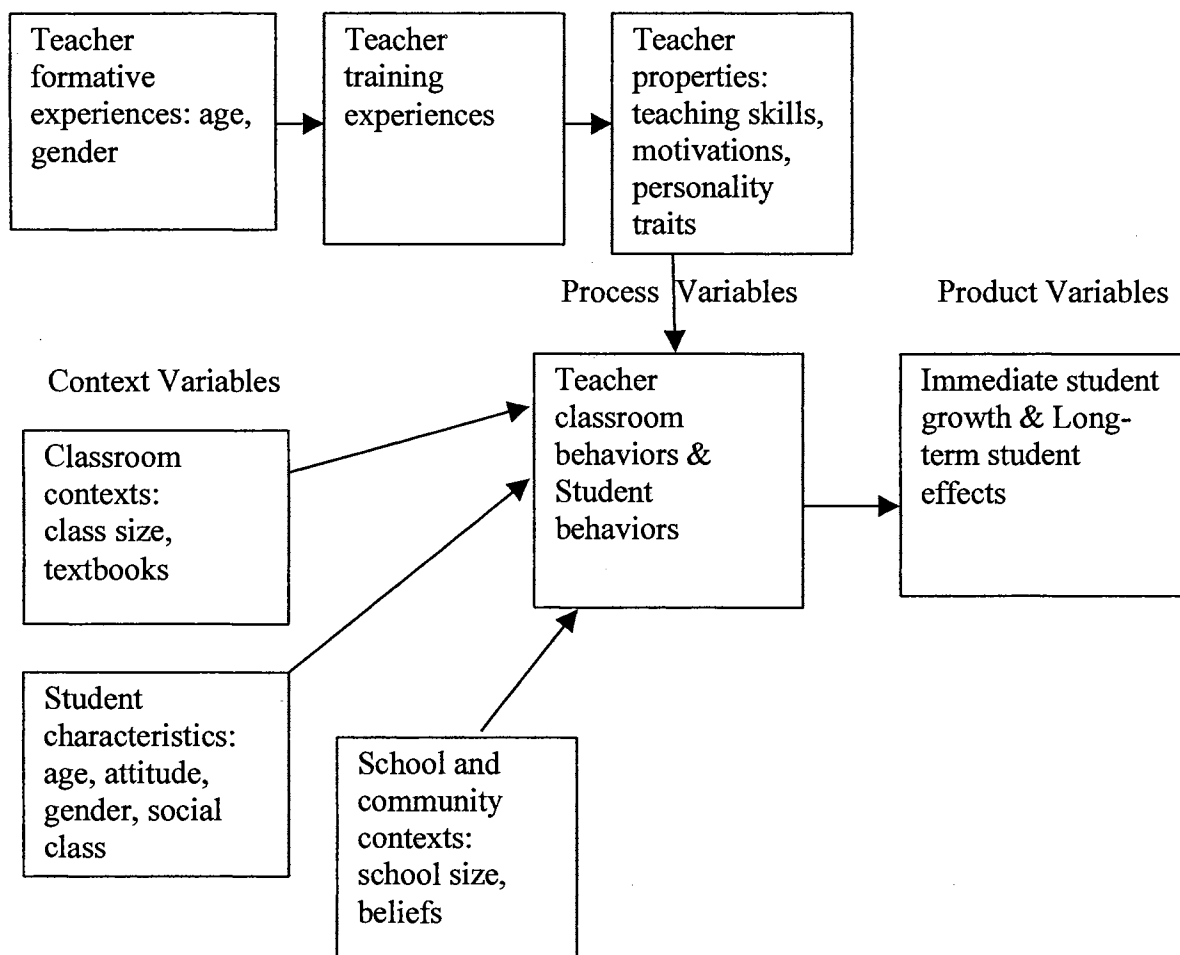 Teacher
formative
experiences: age,
gender
Teacher
training
experiences
Teacher
properties:
teaching skills,
motivations,
personality
traits
Process Variables
Product Variables
Context Variables
Teacher
classroom
behaviors &
Student
behaviors
Immediate student
growth & Long-
term student
effects
Classroom
contexts:
class size,
textbooks
Student
characteristics:
age, attitude,
gender, social
class
School and
community
contexts:
school size,
beliefs